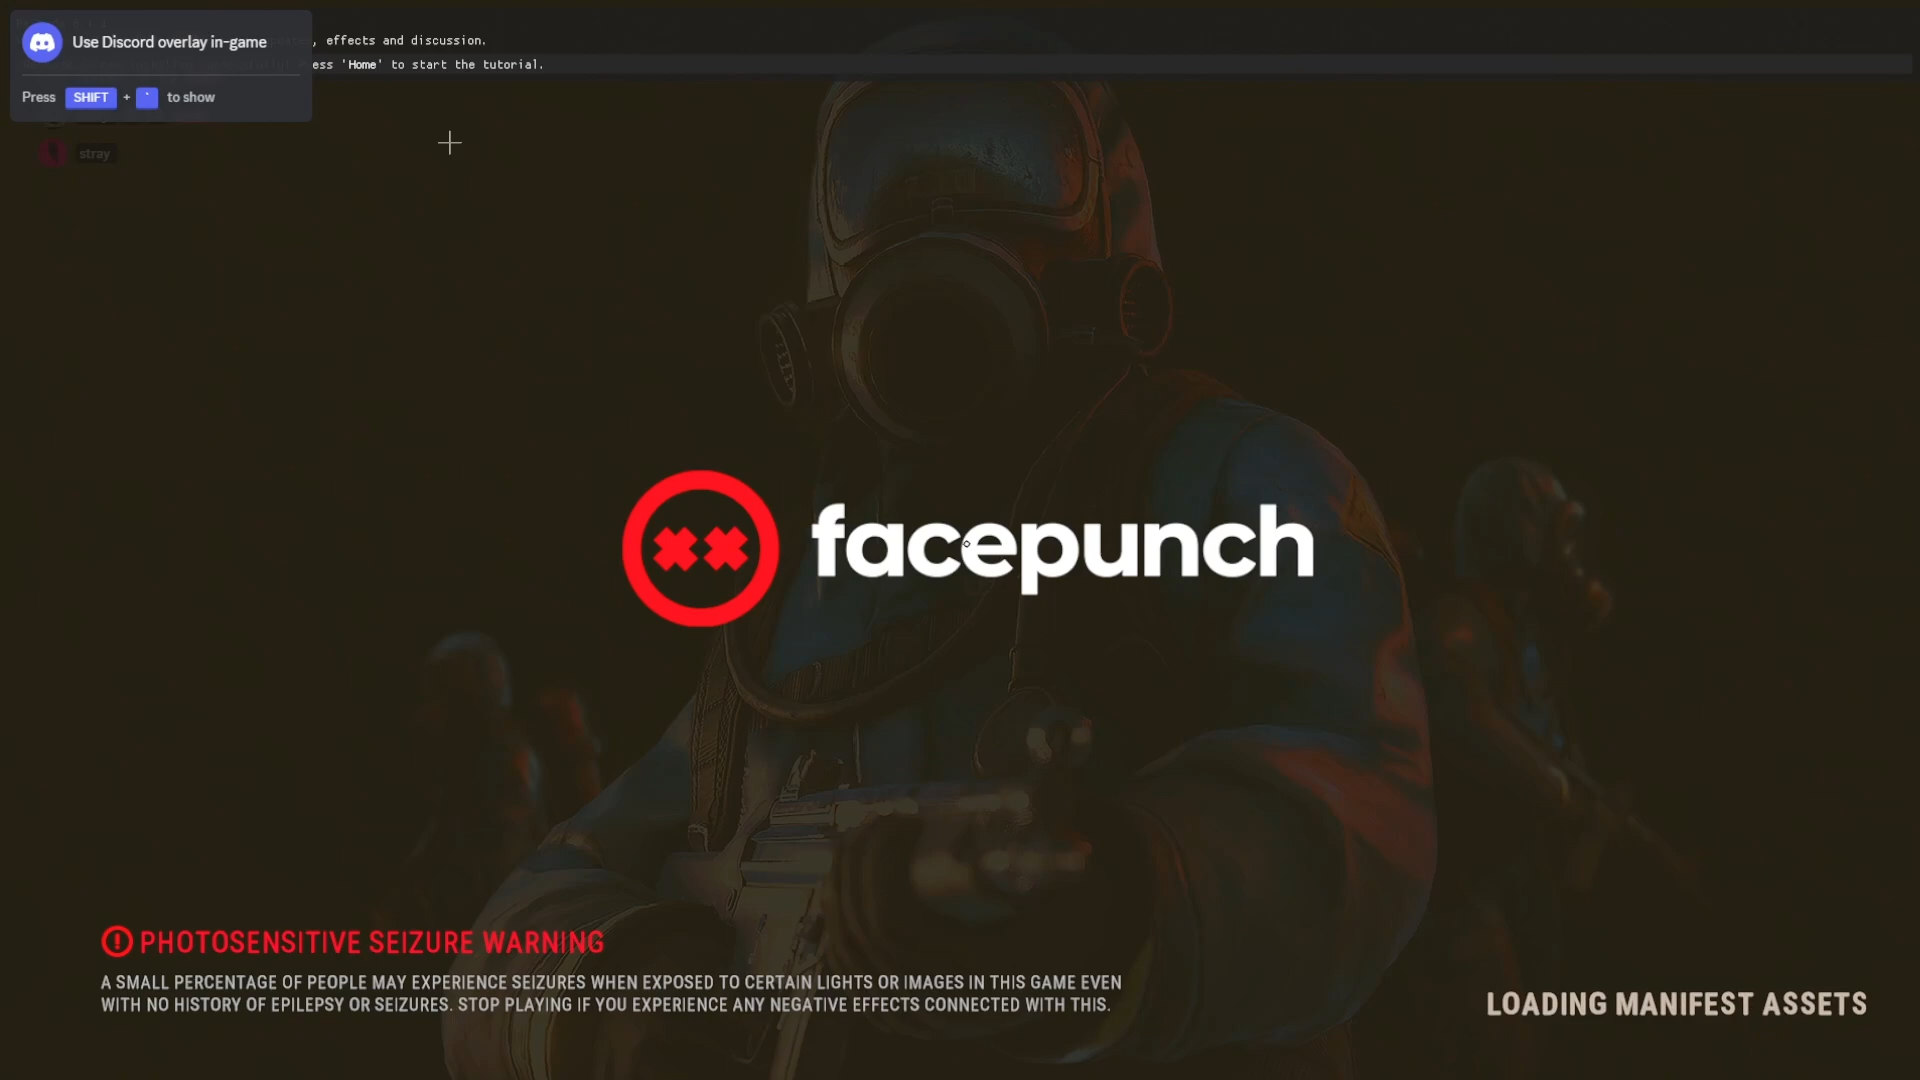 Use Discord overlay in-game
, effects and discussion.
ess 'Home' to start the tutorial.
Press SHIFT + ` to show
stray
facepunch
PHOTOSENSITIVE SEIZURE WARNING
A SMALL PERCENTAGE OF PEOPLE MAY EXPERIENCE SEIZURES WHEN EXPOSED TO CERTAIN LIGHTS OR IMAGES IN THIS GAME EVEN
WITH NO HISTORY OF EPILEPSY OR SEIZURES. STOP PLAYING IF YOU EXPERIENCE ANY NEGATIVE EFFECTS CONNECTED WITH THIS.
LOADING MANIFEST ASSETS